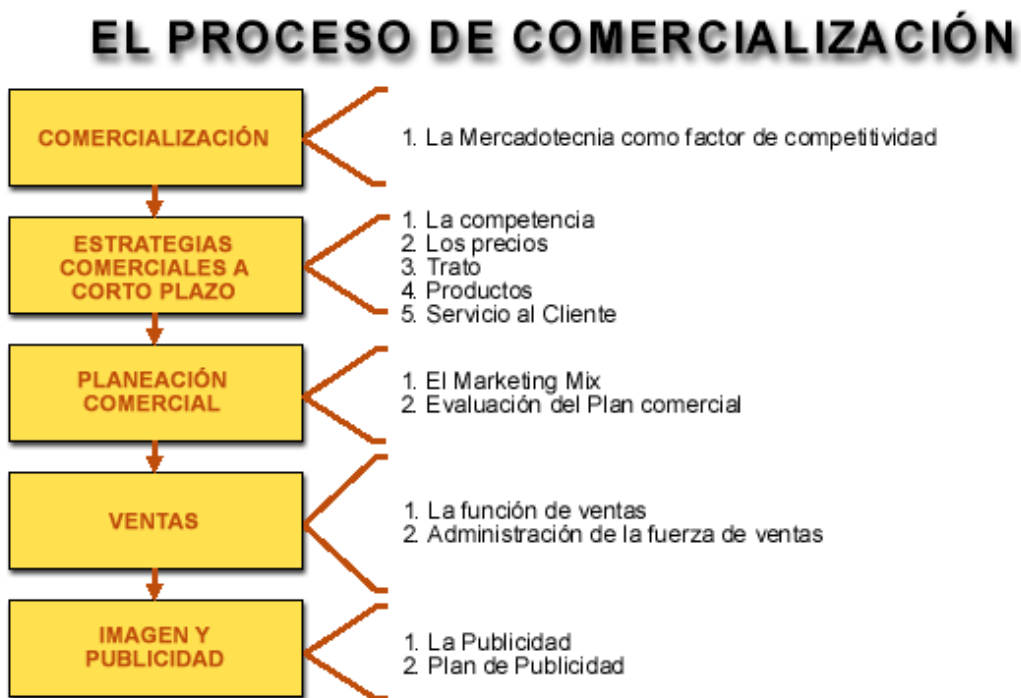 EL PROCESO DE COMERCIALIZACIÓN
COMERCIALIZACIÓN
1. La Mercadotecnia como factor de competitividad
ESTRATEGIAS
COMERCIALES A
CORTO PLAZO
1. La competencia
2. Los precios
3. Trato
4. Productos
5. Servicio al Cliente
PLANEACIÓN
COMERCIAL
1. El Marketing Mix
2. Evaluación del Plan comercial
VENTAS
1. La función de ventas
2. Administración de la fuerza de ventas
IMAGEN Y
PUBLICIDAD
1. La Publicidad
2. Plan de Publicidad